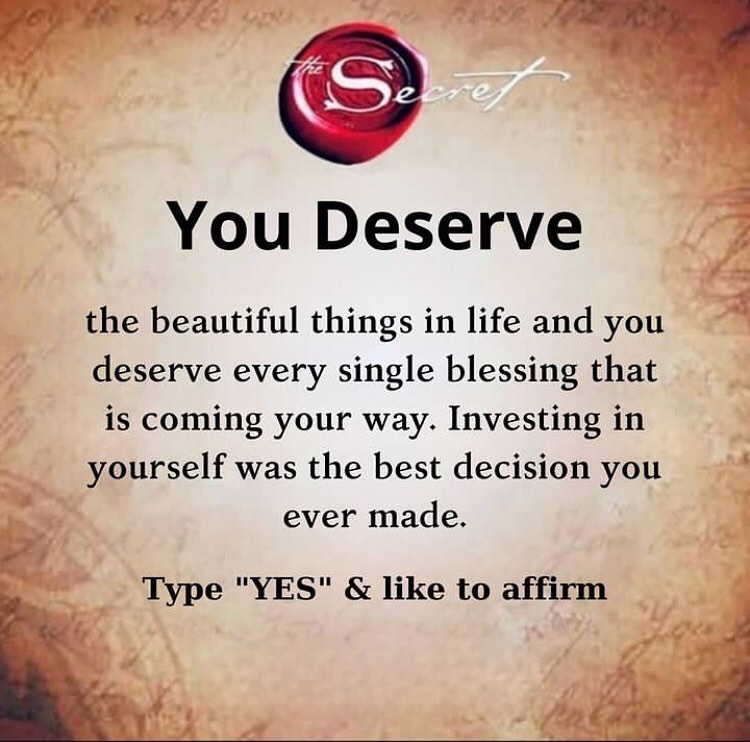 the Secret
You Deserve
the beautiful things in life and you
deserve every single blessing that
is coming your way. Investing in
yourself was the best decision you
ever made.
Type "YES" & like to affirm